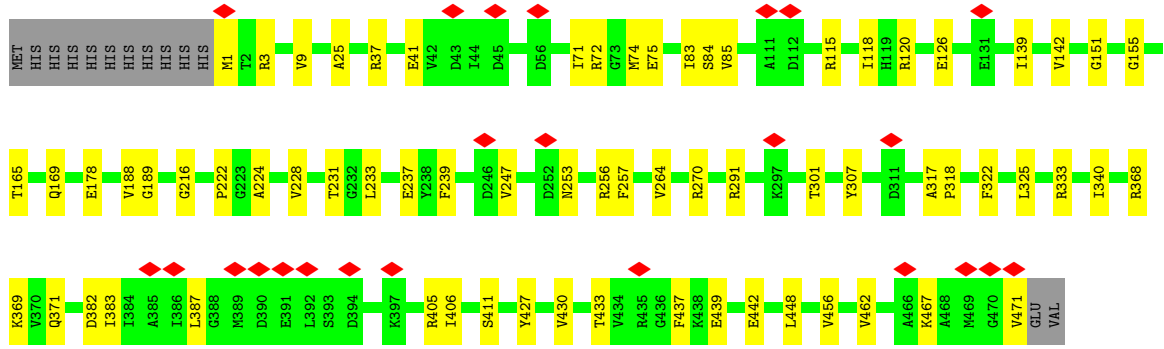 MET HIS HIS HIS HIS HIS HIS HIS HIS HIS M1 T2 R3 V9 A25 R37 E41 V42 D43 I44 D45 D56 I71 R72 G73 M74 E75 I83 S84 V85 A111 D112 R115 I118 H119 R120 E126 E131 I139 V142 G151 G155
T165 Q169 E178 V188 G189 G216 P222 G223 A224 V228 T231 G232 L233 E237 Y238 F239 D246 V247 D252 N253 R256 F257 V264 R270 R291 K297 T301 Y307 D311 A317 P318 F322 L325 R333 I340 R368
K369 V370 Q371 D382 I383 I384 A385 I386 L387 G388 M389 D390 E391 L392 S393 D394 K397 R405 I406 S411 Y427 V430 T433 V434 R435 G436 F437 K438 E439 E442 L448 V456 V462 A466 K467 A468 M469 G470 V471 GLU VAL